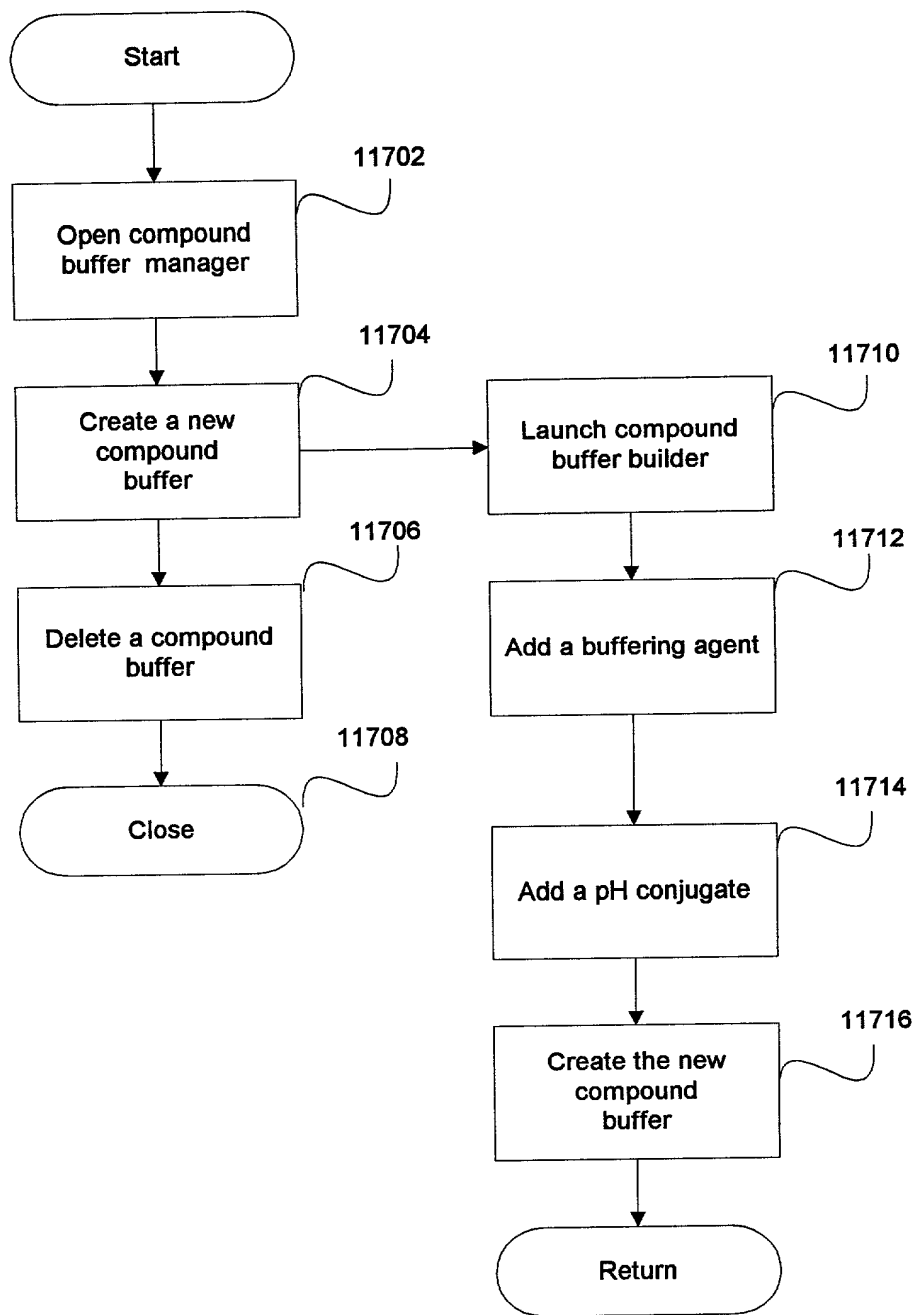 Start
11702
Open compound
buffer manager
11704
Create a new
compound
buffer
11706
Delete a compound
buffer
11708
Close
11710
Launch compound
buffer builder
11712
Add a buffering agent
11714
Add a pH conjugate
11716
Create the new
compound
buffer
Return